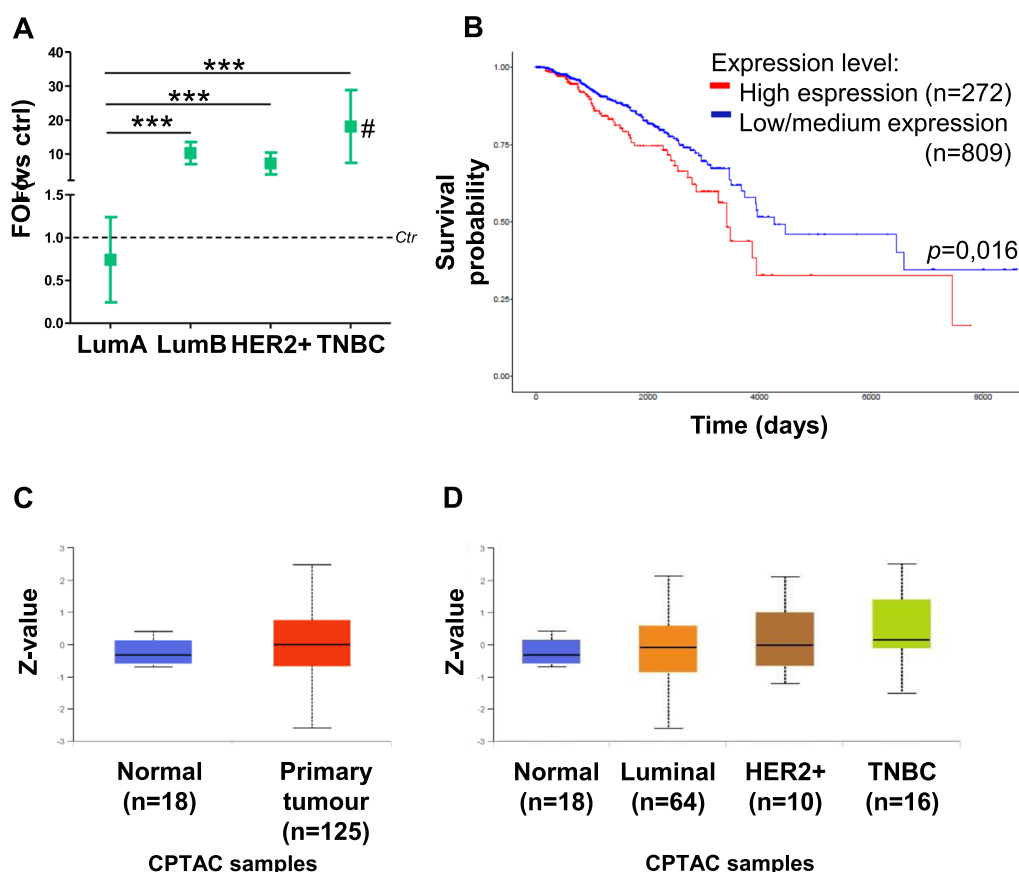 A
FOI (vs ctrl)
40
30
20
10
1.5
1.0
0.5
0.0
***
***
***
#
Ctr
LumA LumB HER2+ TNBC
B
Survival
probability
1.00
0.75
0.50
0.25
0.00
Expression level:
High espression (n=272)
Low/medium expression
(n=809)
p=0,016
0 2000 4000 6000 8000
Time (days)
C
Z-value
3
2
1
0
-1
-2
-3
Normal
(n=18)
Primary
tumour
(n=125)
CPTAC samples
D
Z-value
3
2
1
0
-1
-2
-3
Normal
(n=18)
Luminal
(n=64)
HER2+
(n=10)
TNBC
(n=16)
CPTAC samples